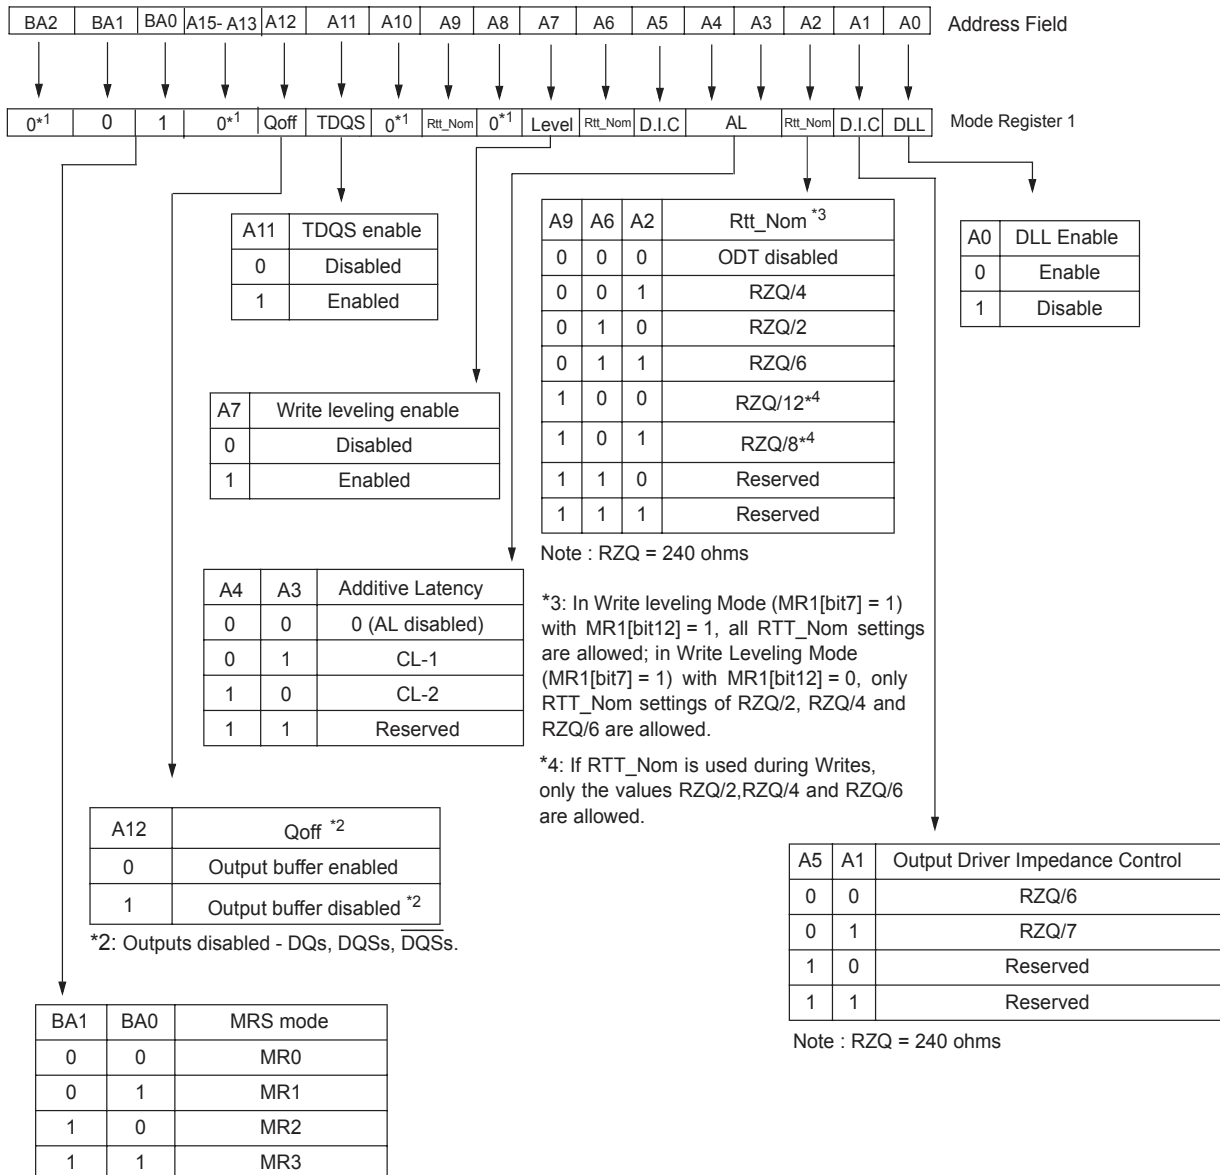 BA2 BA1 BA0 A15- A13 A12 A11 A10 A9 A8 A7 A6 A5 A4 A3 A2 A1 A0 Address Field
0*1 0 1 0*1 Qoff TDQS 0*1 Rtt_Nom 0*1 Level Rtt_Nom D.I.C AL Rtt_Nom D.I.C DLL Mode Register 1
A11 TDQS enable
0 Disabled
1 Enabled
A9 A6 A2 Rtt_Nom *3
0 0 0 ODT disabled
0 0 1 RZQ/4
0 1 0 RZQ/2
0 1 1 RZQ/6
1 0 0 RZQ/12*4
1 0 1 RZQ/8*4
1 1 0 Reserved
1 1 1 Reserved
Note : RZQ = 240 ohms
A0 DLL Enable
0 Enable
1 Disable
A7 Write leveling enable
0 Disabled
1 Enabled
A4 A3 Additive Latency
0 0 0 (AL disabled)
0 1 CL-1
1 0 CL-2
1 1 Reserved
*3: In Write leveling Mode (MR1[bit7] = 1)
with MR1[bit12] = 1, all RTT_Nom settings
are allowed; in Write Leveling Mode
(MR1[bit7] = 1) with MR1[bit12] = 0, only
RTT_Nom settings of RZQ/2, RZQ/4 and
RZQ/6 are allowed.
*4: If RTT_Nom is used during Writes,
only the values RZQ/2,RZQ/4 and RZQ/6
are allowed.
A12 Qoff *2
0 Output buffer enabled
1 Output buffer disabled *2
*2: Outputs disabled - DQs, DQSs, D̅Q̅S̅s.
A5 A1 Output Driver Impedance Control
0 0 RZQ/6
0 1 RZQ/7
1 0 Reserved
1 1 Reserved
Note : RZQ = 240 ohms
BA1 BA0 MRS mode
0 0 MR0
0 1 MR1
1 0 MR2
1 1 MR3